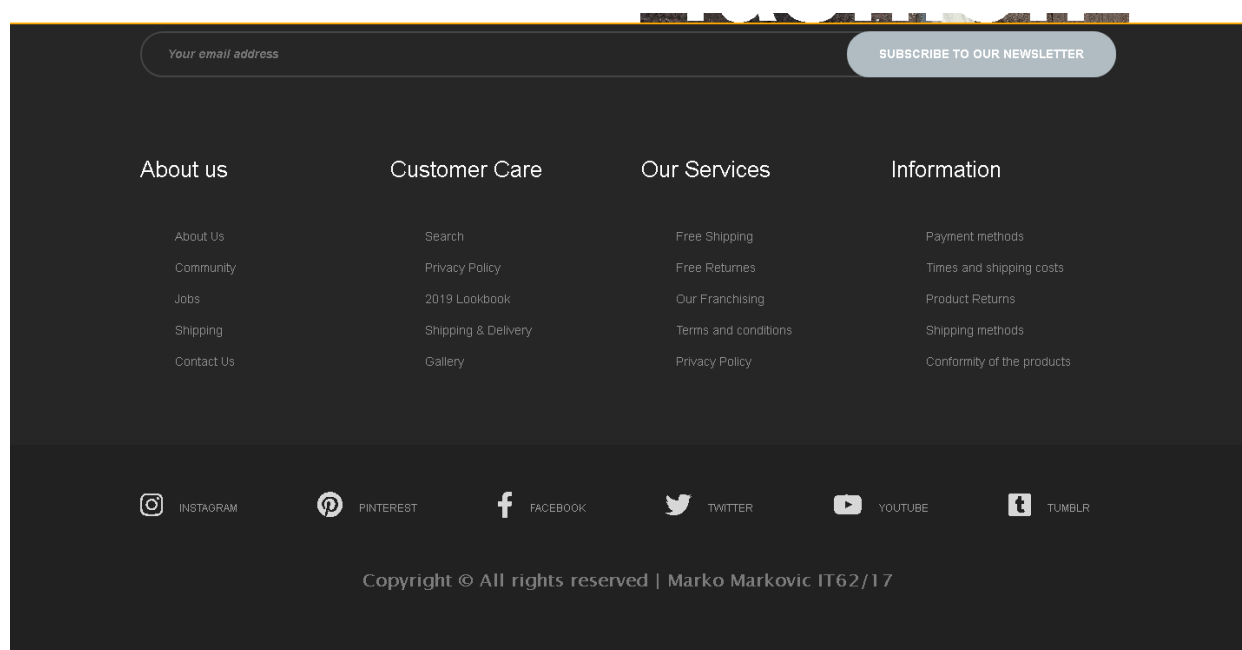 Your email address
SUBSCRIBE TO OUR NEWSLETTER
About us
Customer Care
Our Services
Information
About Us
Community
Jobs
Shipping
Contact Us
Search
Privacy Policy
2019 Lookbook
Shipping & Delivery
Gallery
Free Shipping
Free Returnes
Our Franchising
Terms and conditions
Privacy Policy
Payment methods
Times and shipping costs
Product Returns
Shipping methods
Conformity of the products
INSTAGRAM
PINTEREST
FACEBOOK
TWITTER
YOUTUBE
TUMBLR
Copyright © All rights reserved | Marko Markovic IT62/17